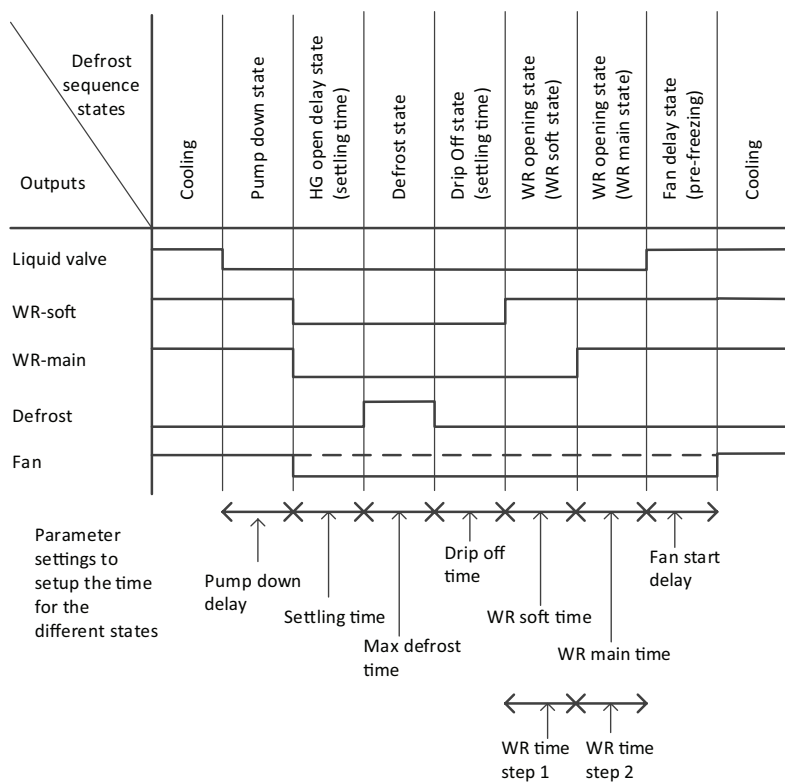 Defrost
sequence
states
Outputs
Cooling
Pump down state
HG open delay state
(settling time)
Defrost state
Drip Off state
(settling time)
WR opening state
(WR soft state)
WR opening state
(WR main state)
Fan delay state
(pre-freezing)
Cooling
Liquid valve
WR-soft
WR-main
Defrost
Fan
Parameter
settings to
setup the time
for the
different states
Pump down
delay
Settling time
Max defrost
time
Drip off
time
WR soft time
WR main time
Fan start
delay
WR time
step 1
WR time
step 2